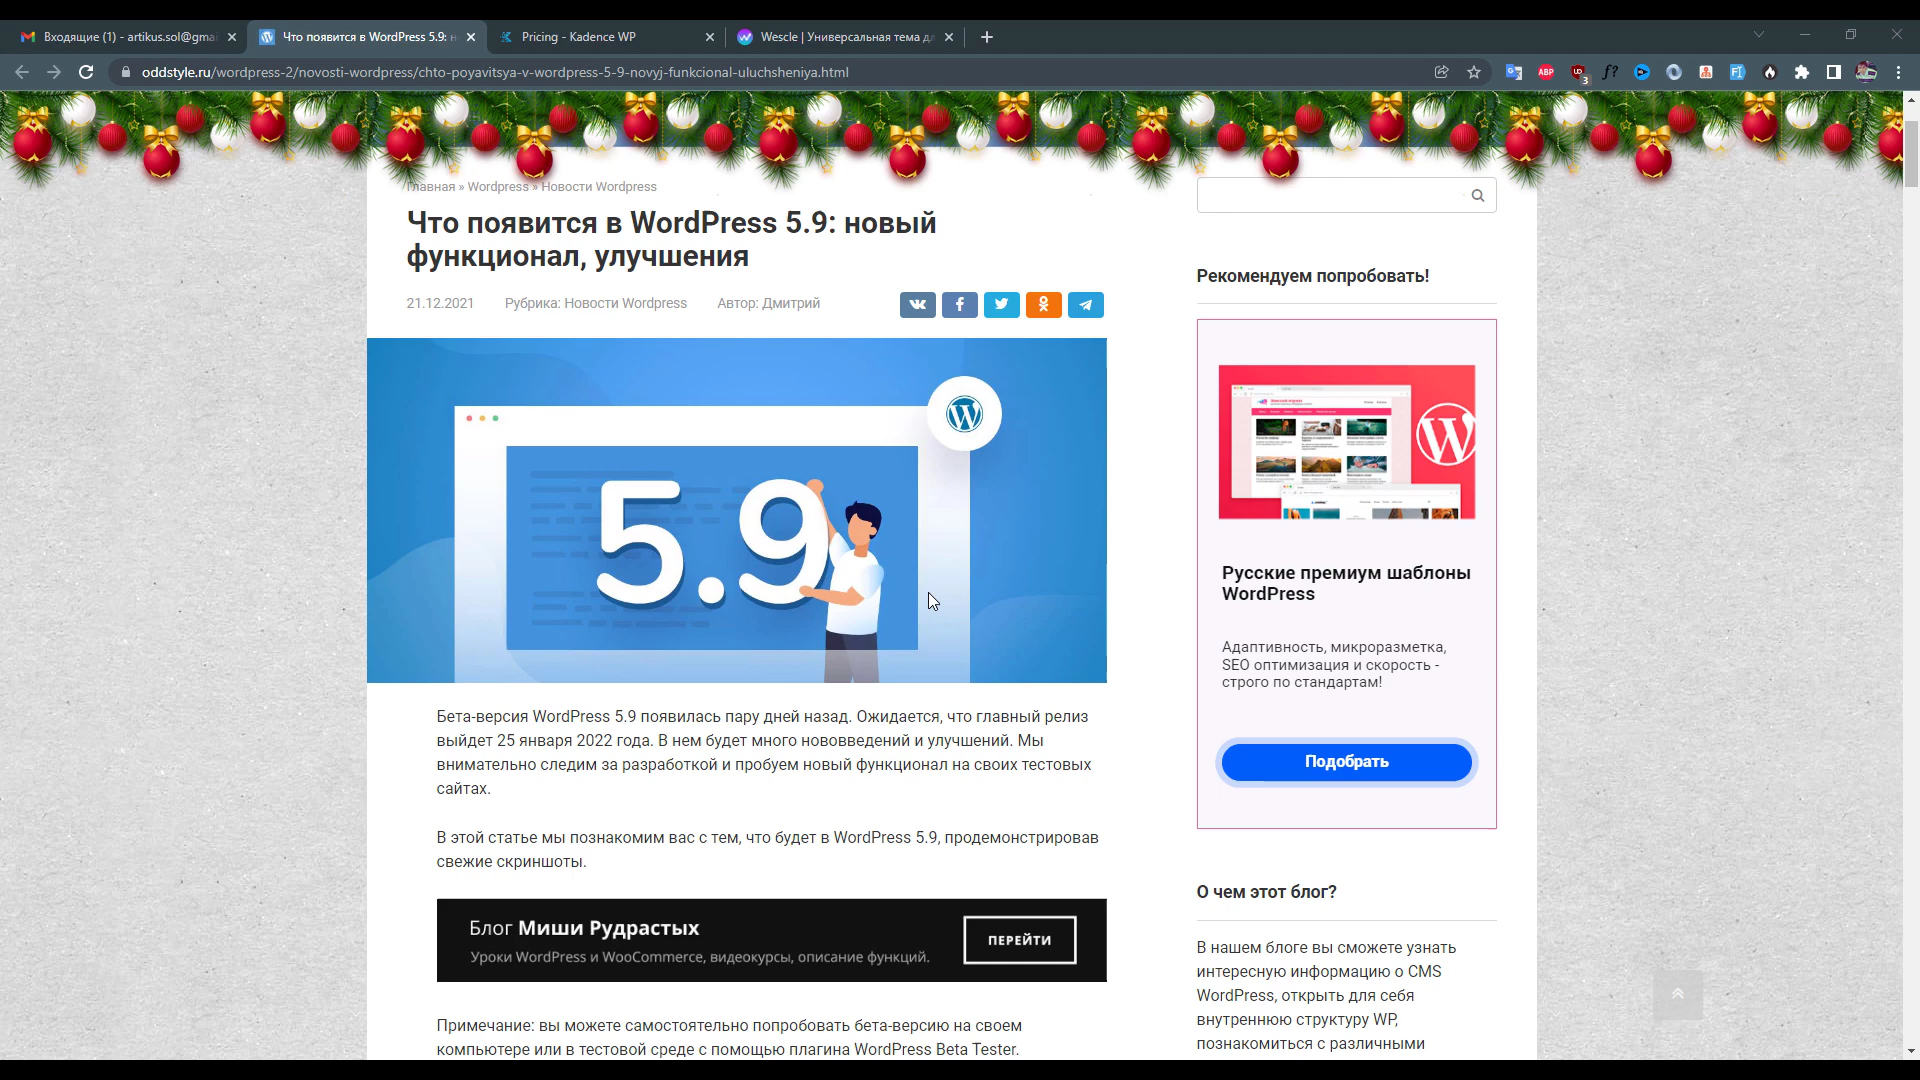 Входящие (1) - artikus.sol@gma
Что появится в WordPress 5.9: н
Pricing - Kadence WP
Wescle | Универсальная тема д
oddstyle.ru/wordpress-2/novosti-wordpress/chto-poyavitsya-v-wordpress-5-9-novyj-funkcional-uluchsheniya.html
ABP
3
f?
Главная » Wordpress » Новости Wordpress
Что появится в WordPress 5.9: новый
функционал, улучшения
21.12.2021
Рубрика: Новости Wordpress
Автор: Дмитрий
5.9
Бета-версия WordPress 5.9 появилась пару дней назад. Ожидается, что главный релиз
выйдет 25 января 2022 года. В нем будет много нововведений и улучшений. Мы
внимательно следим за разработкой и пробуем новый функционал на своих тестовых
сайтах.
В этой статье мы познакомим вас с тем, что будет в WordPress 5.9, продемонстрировав
свежие скриншоты.
Блог Миши Рудрастых
Уроки WordPress и WooCommerce, видеокурсы, описание функций.
ПЕРЕЙТИ
Примечание: вы можете самостоятельно попробовать бета-версию на своем
компьютере или в тестовой среде с помощью плагина WordPress Beta Tester.
Рекомендуем попробовать!
Русские премиум шаблоны
WordPress
Адаптивность, микроразметка,
SEO оптимизация и скорость -
строго по стандартам!
Подобрать
О чем этот блог?
В нашем блоге вы сможете узнать
интересную информацию о CMS
WordPress, открыть для себя
внутреннюю структуру WP,
познакомиться с различными